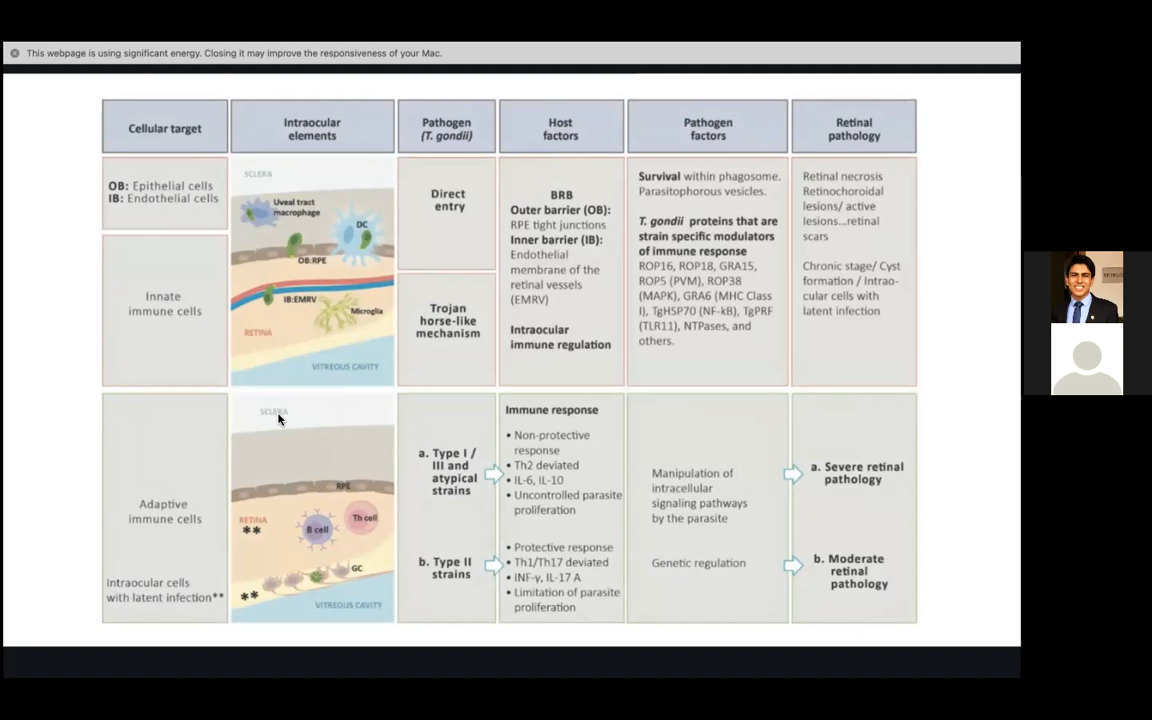 This webpage is using significant energy. Closing it may improve the responsiveness of your Mac.
Cellular target
Intraocular
elements
Pathogen
(T. gondii)
Host
factors
Pathogen
factors
Retinal
pathology
OB: Epithelial cells
IB: Endothelial cells
Innate
immune cells
SCLERA
Uveal tract
macrophage
DC
OB:RPE
IB:EMRV
Microglia
RETINA
VITREOUS CAVITY
Direct
entry
Trojan
horse-like
mechanism
BRB
Outer barrier (OB):
RPE tight junctions
Inner barrier (IB):
Endothelial
membrane of the
retinal vessels
(EMRV)
Intraocular
immune regulation
Survival within phagosome.
Parasitophorous vesicles.
T. gondii proteins that are
strain specific modulators
of immune response
ROP16, ROP18, GRA15,
ROP5 (PVM), ROP38
(MAPK), GRA6 (MHC Class
I), TgHSP70 (NF-kB), TgPRF
(TLR11), NTPases, and
others.
Retinal necrosis
Retinochoroidal
lesions/ active
lesions...retinal
scars
Chronic stage/ Cyst
formation / Intrao-
cular cells with
latent infection
Adaptive
immune cells
Intraocular cells
with latent infection**
SCLERA
RPE
RETINA
**
B cell
Th cell
GC
**
VITREOUS CAVITY
a. Type I /
III and
atypical
strains
b. Type II
strains
Immune response
• Non-protective
response
• Th2 deviated
• IL-6, IL-10
• Uncontrolled parasite
proliferation
• Protective response
• Th1/Th17 deviated
• INF-γ, IL-17 A
• Limitation of parasite
proliferation
Manipulation of
intracellular
signaling pathways
by the parasite
Genetic regulation
a. Severe retinal
pathology
b. Moderate
retinal
pathology